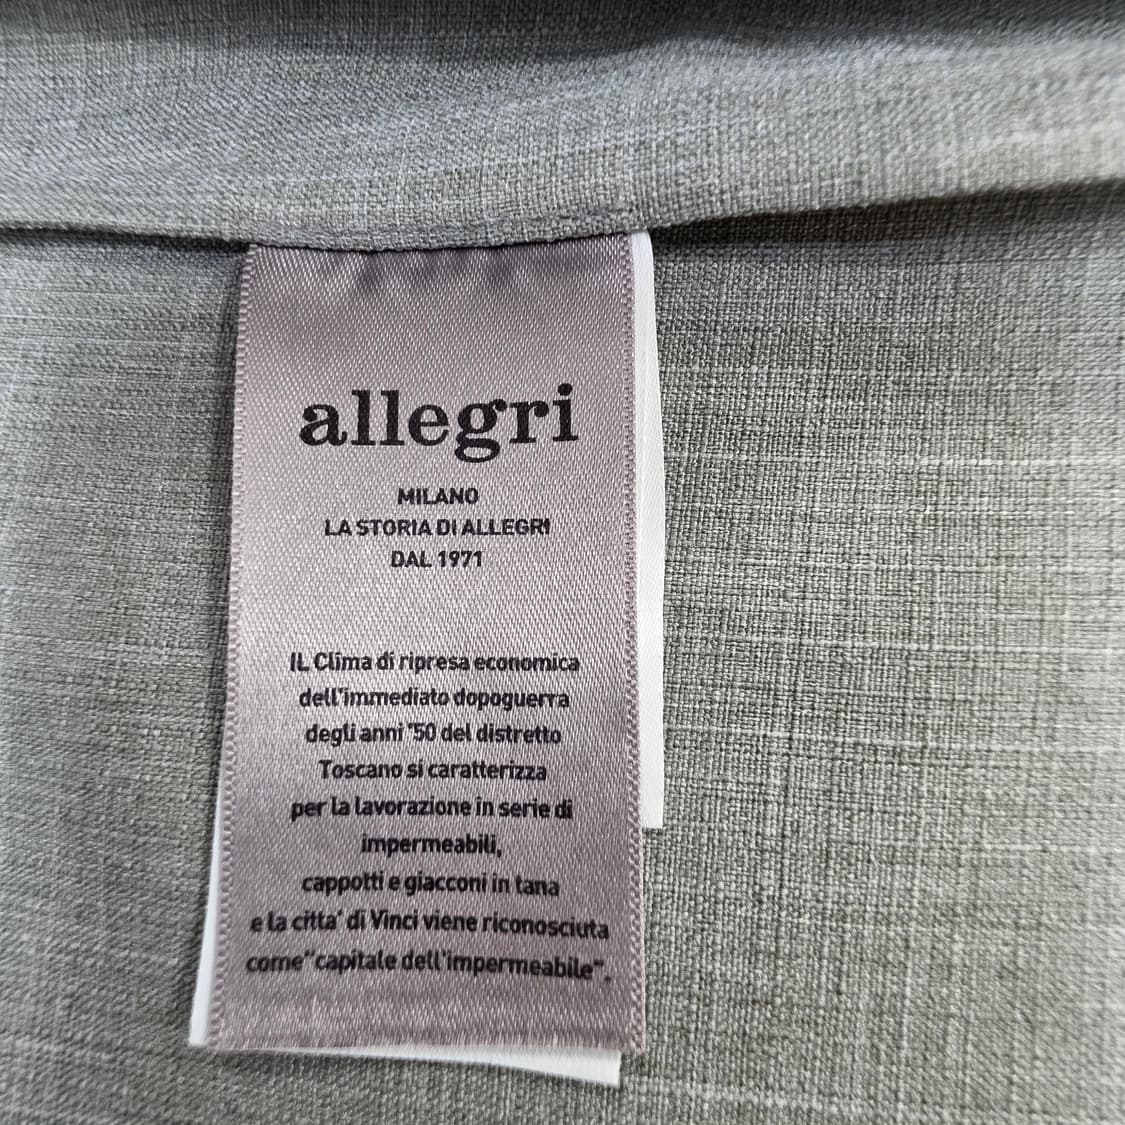 allegri
MILANO
LA STORIA DI ALLEGRI
DAL 1971
IL Clima di ripresa economica
dell'immediato dopoguerra
degli anni '50 del distretto
Toscano si caratterizza
per la lavorazione in serie di
impermeabili,
cappotti e giacconi in tana
e la citta' di Vinci viene riconosciuta
come"capitale dell'impermeabile".